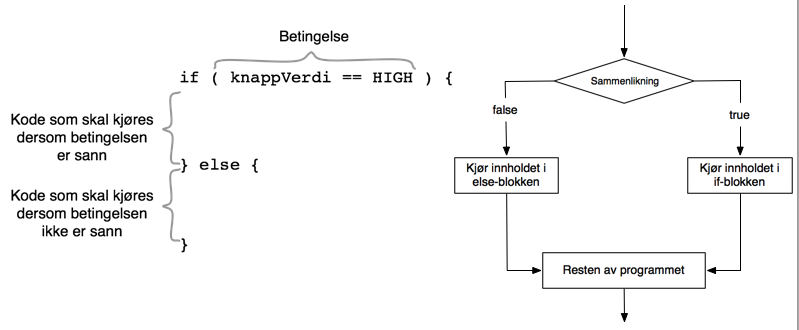 Betingelse
if ( knappVerdi == HIGH ) {
Kode som skal kjøres
dersom betingelsen
er sann
} else {
Kode som skal kjøres
dersom betingelsen
ikke er sann
}
Sammenlikning
false
true
Kjør innholdet i
else-blokken
Kjør innholdet i
if-blokken
Resten av programmet